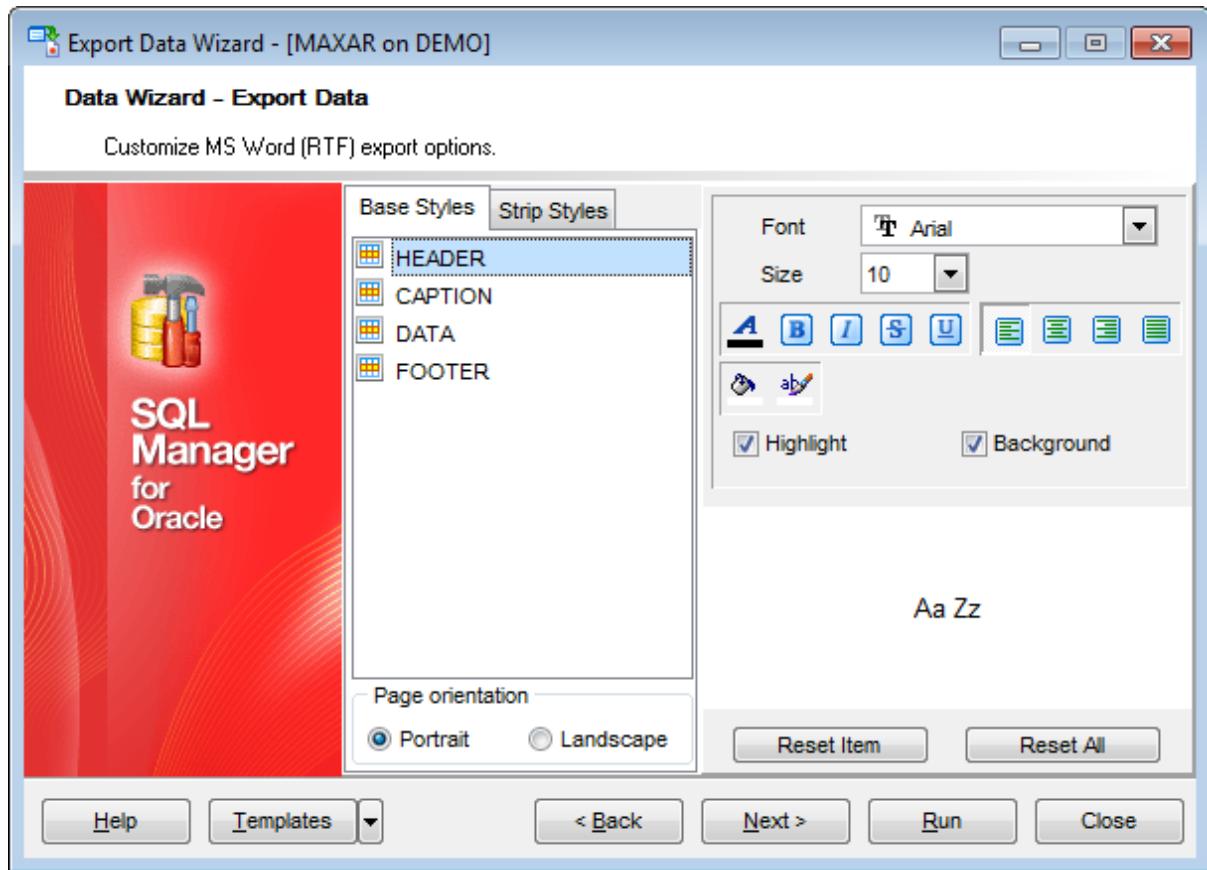 Export Data Wizard - [MAXAR on DEMO]
Data Wizard - Export Data
Customize MS Word (RTF) export options.
SQL
Manager
for
Oracle
Base Styles
Strip Styles
HEADER
CAPTION
DATA
FOOTER
Page orientation
Portrait
Landscape
Font
Arial
Size
10
A B I S U
ab
Highlight
Background
Aa Zz
Reset Item
Reset All
Help
Templates
< Back
Next >
Run
Close